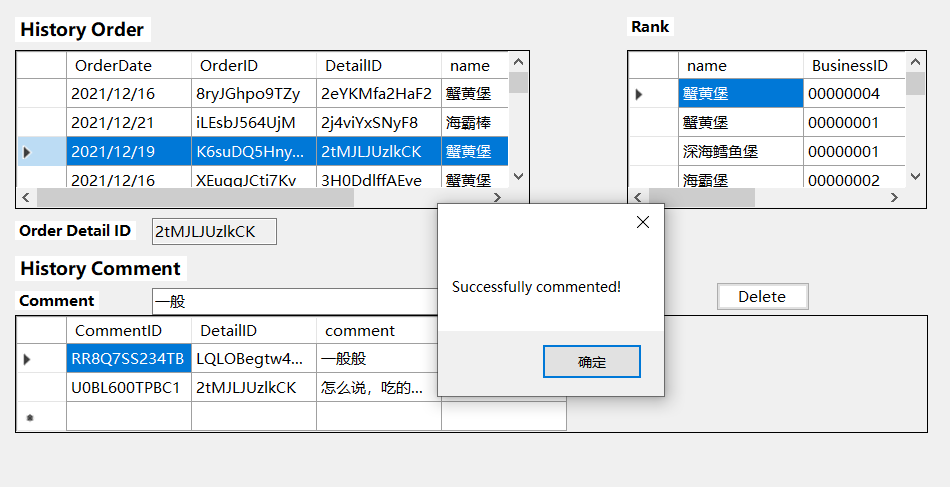 History Order
Rank
OrderDate OrderID DetailID name
name BusinessID
2021/12/16 8ryJGhpo9TZy 2eYKMfa2HaF2 蟹黄堡
蟹黄堡 00000004
2021/12/21 iLEsbJ564UjM 2j4viYxSNyF8 海霸棒
蟹黄堡 00000001
2021/12/19 K6suDQ5Hny... 2tMJLJUzlkCK 蟹黄堡
深海鳕鱼堡 00000001
2021/12/16 XEuggJCti7Kv 3H0DdlffAEve 蟹黄堡
海霸堡 00000002
Order Detail ID 2tMJLJUzlkCK
History Comment
Comment 一般
Delete
CommentID DetailID comment
RR8Q7SS234TB LQLOBegtw4... 一般般
U0BL600TPBC1 2tMJLJUzlkCK 怎么说，吃的...
Successfully commented!
确定